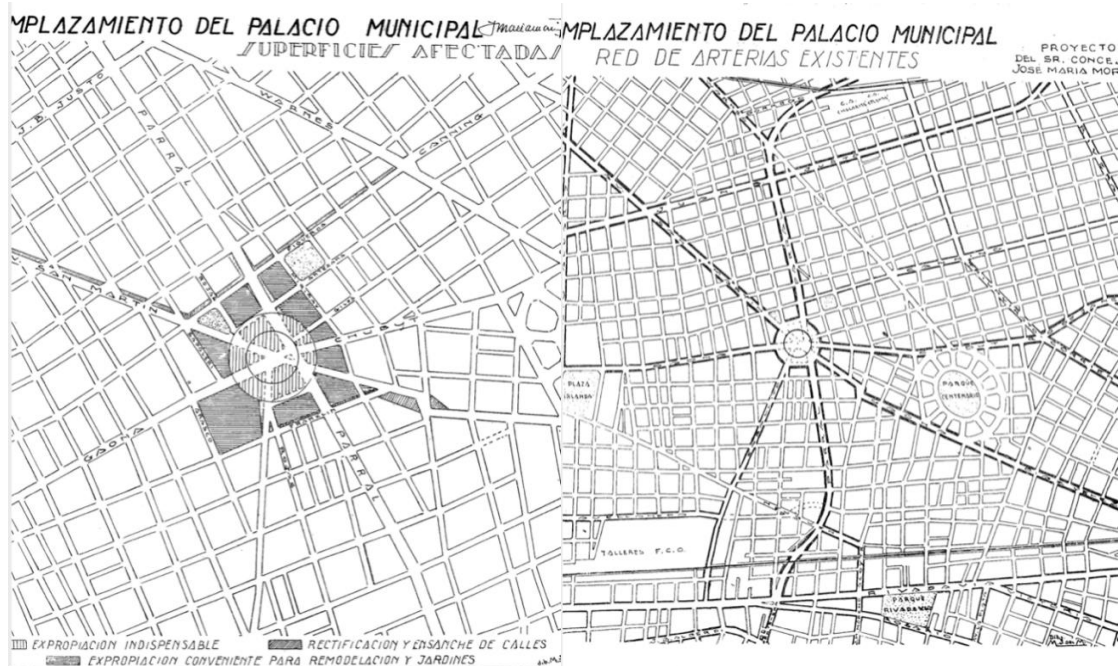 MPLAZAMIENTO DEL PALACIO MUNICIPAL
SUPERFICIES AFECTADAS
J.B. JUSTO
PARRAL
WARNES
CANNING
SAN MARTIN
GAONA
PARRAL
EXPROPIACION INDISPENSABLE
RECTIFICACION Y ENSANCHE DE CALLES
EXPROPIACION CONVENIENTE PARA REMODELACION Y JARDINES
MPLAZAMIENTO DEL PALACIO MUNICIPAL
RED DE ARTERIAS EXISTENTES
PROYECTO
DEL SR. CONCEJ
JOSE MARIA MOR
PLAZA
IRLANDA
PARQUE
CENTENARIO
TALLERES F.C.O.
PARQUE
RIVADAVIA